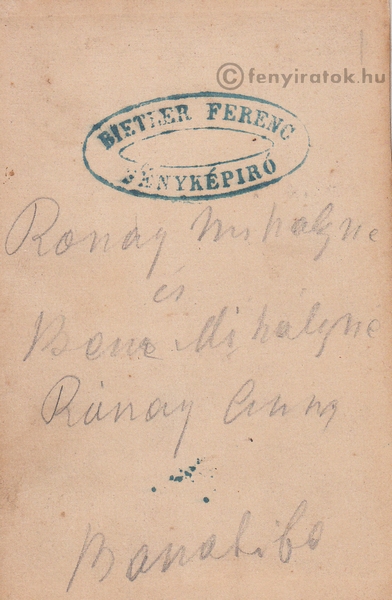 ©fenyiratok.hu
BIETLER FERENC
FÉNYKÉPIRÓ
Rónay Mihályné
és
Bene Mihályné
Rónay Anna